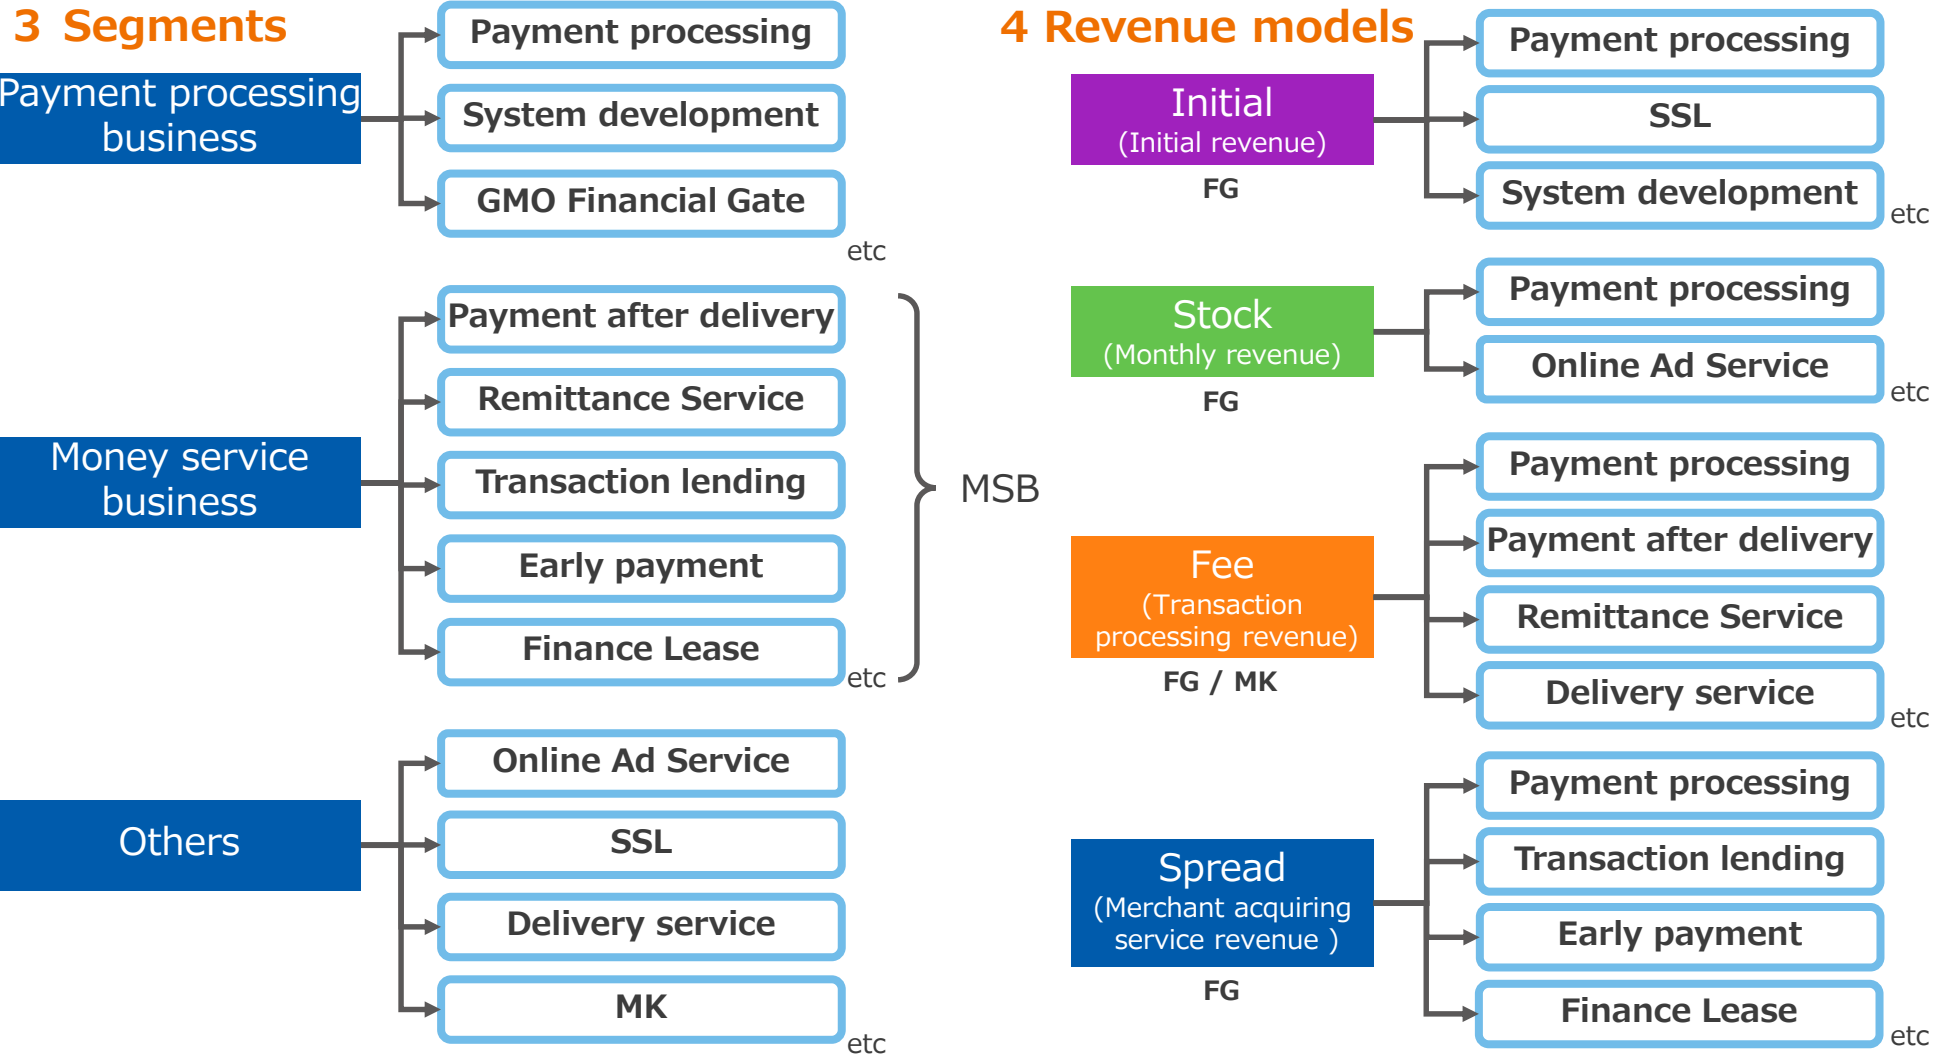 3 Segments
Payment processing
business
Payment processing
System development
GMO Financial Gate
etc
Money service
business
Payment after delivery
Remittance Service
Transaction lending
Early payment
Finance Lease
etc
MSB
Others
Online Ad Service
SSL
Delivery service
MK
etc
4 Revenue models
Initial
(Initial revenue)
FG
Payment processing
SSL
System development
etc
Stock
(Monthly revenue)
FG
Payment processing
Online Ad Service
etc
Fee
(Transaction
processing revenue)
FG / MK
Payment processing
Payment after delivery
Remittance Service
Delivery service
etc
Spread
(Merchant acquiring
service revenue )
FG
Payment processing
Transaction lending
Early payment
Finance Lease
etc